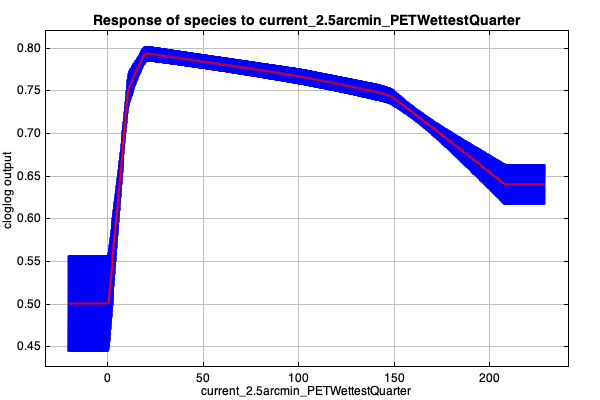 Response of species to current_2.5arcmin_PETWettestQuarter
0.80
0.75
0.70
0.65
0.60
0.55
0.50
0.45
cloglog output
0 50 100 150 200
current_2.5arcmin_PETWettestQuarter